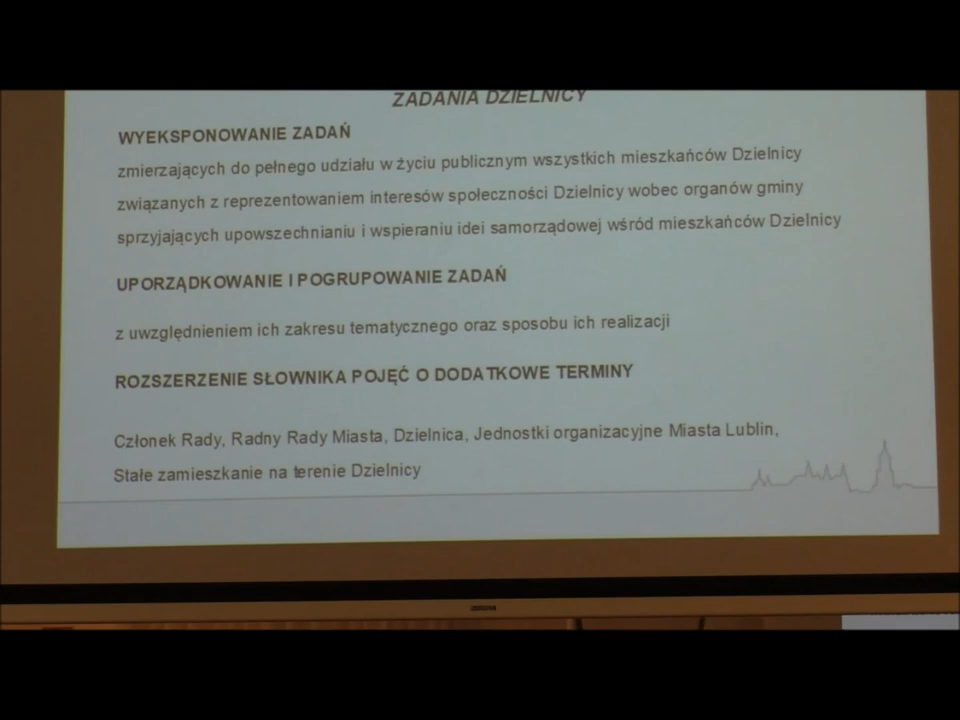 ZADANIA DZIELNICY
WYEKSPONOWANIE ZADAŃ
zmierzających do pełnego udziału w życiu publicznym wszystkich mieszkańców Dzielnicy
związanych z reprezentowaniem interesów społeczności Dzielnicy wobec organów gminy
sprzyjających upowszechnianiu i wspieraniu idei samorządowej wśród mieszkańców Dzielnicy
UPORZĄDKOWANIE I POGRUPOWANIE ZADAŃ
z uwzględnieniem ich zakresu tematycznego oraz sposobu ich realizacji
ROZSZERZENIE SŁOWNIKA POJĘĆ O DODATKOWE TERMINY
Członek Rady, Radny Rady Miasta, Dzielnica, Jednostki organizacyjne Miasta Lublin,
Stałe zamieszkanie na terenie Dzielnicy